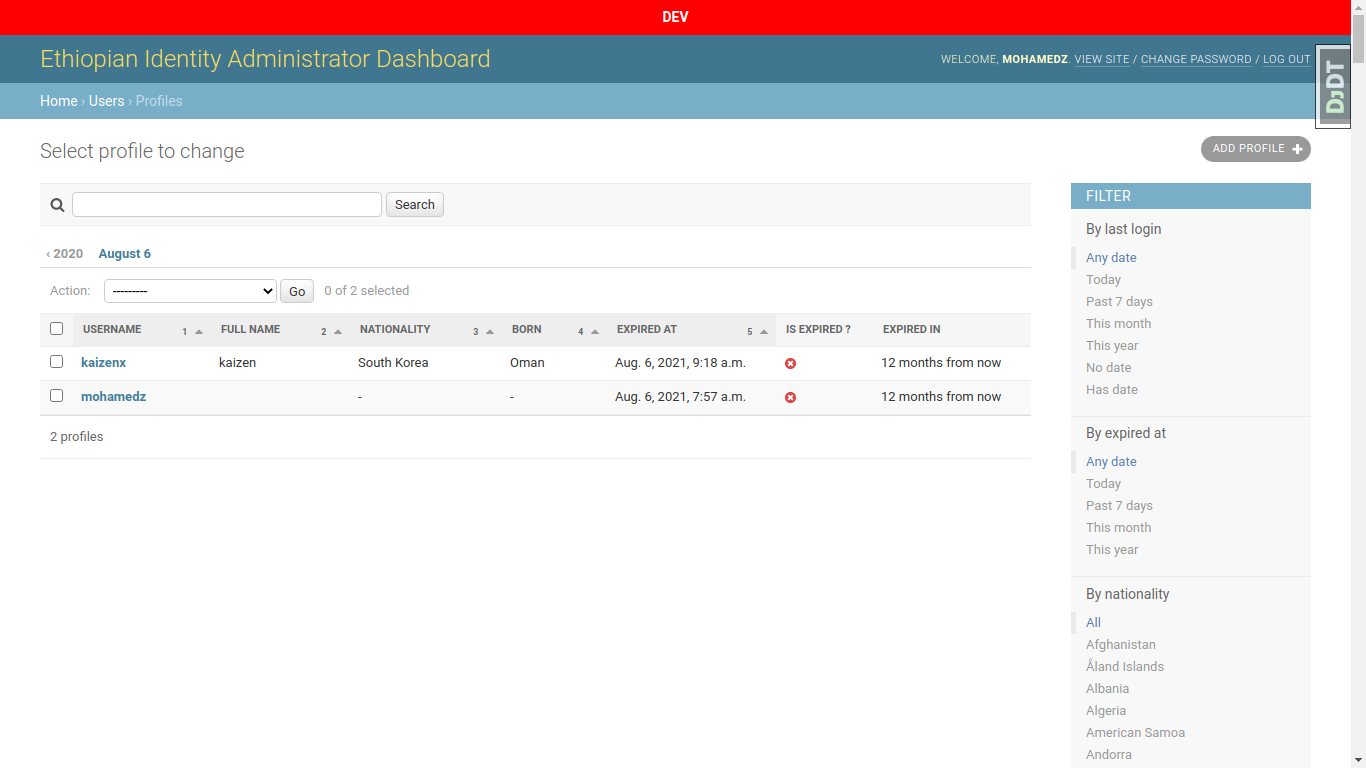 DEV
Ethiopian Identity Administrator Dashboard
WELCOME, MOHAMEDZ. VIEW SITE / CHANGE PASSWORD / LOG OUT
DJDT
Home › Users › Profiles
Select profile to change
ADD PROFILE +
Search
‹ 2020 August 6
Action: --------- Go 0 of 2 selected
USERNAME 1 FULL NAME 2 NATIONALITY 3 BORN 4 EXPIRED AT 5 IS EXPIRED ? EXPIRED IN
kaizenx kaizen South Korea Oman Aug. 6, 2021, 9:18 a.m. 12 months from now
mohamedz - - Aug. 6, 2021, 7:57 a.m. 12 months from now
2 profiles
FILTER
By last login
Any date
Today
Past 7 days
This month
This year
No date
Has date
By expired at
Any date
Today
Past 7 days
This month
This year
By nationality
All
Afghanistan
Åland Islands
Albania
Algeria
American Samoa
Andorra